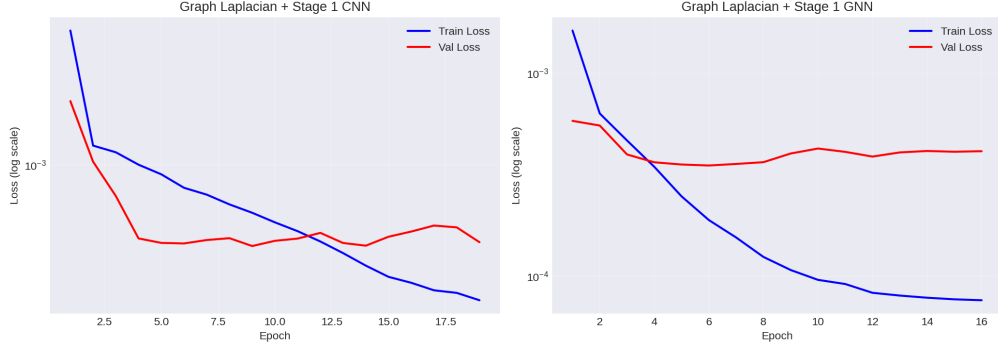 Graph Laplacian + Stage 1 CNN
Train Loss
Val Loss
Loss (log scale)
10⁻³
2.5 5.0 7.5 10.0 12.5 15.0 17.5
Epoch
Graph Laplacian + Stage 1 GNN
Train Loss
Val Loss
Loss (log scale)
10⁻³
10⁻⁴
2 4 6 8 10 12 14 16
Epoch